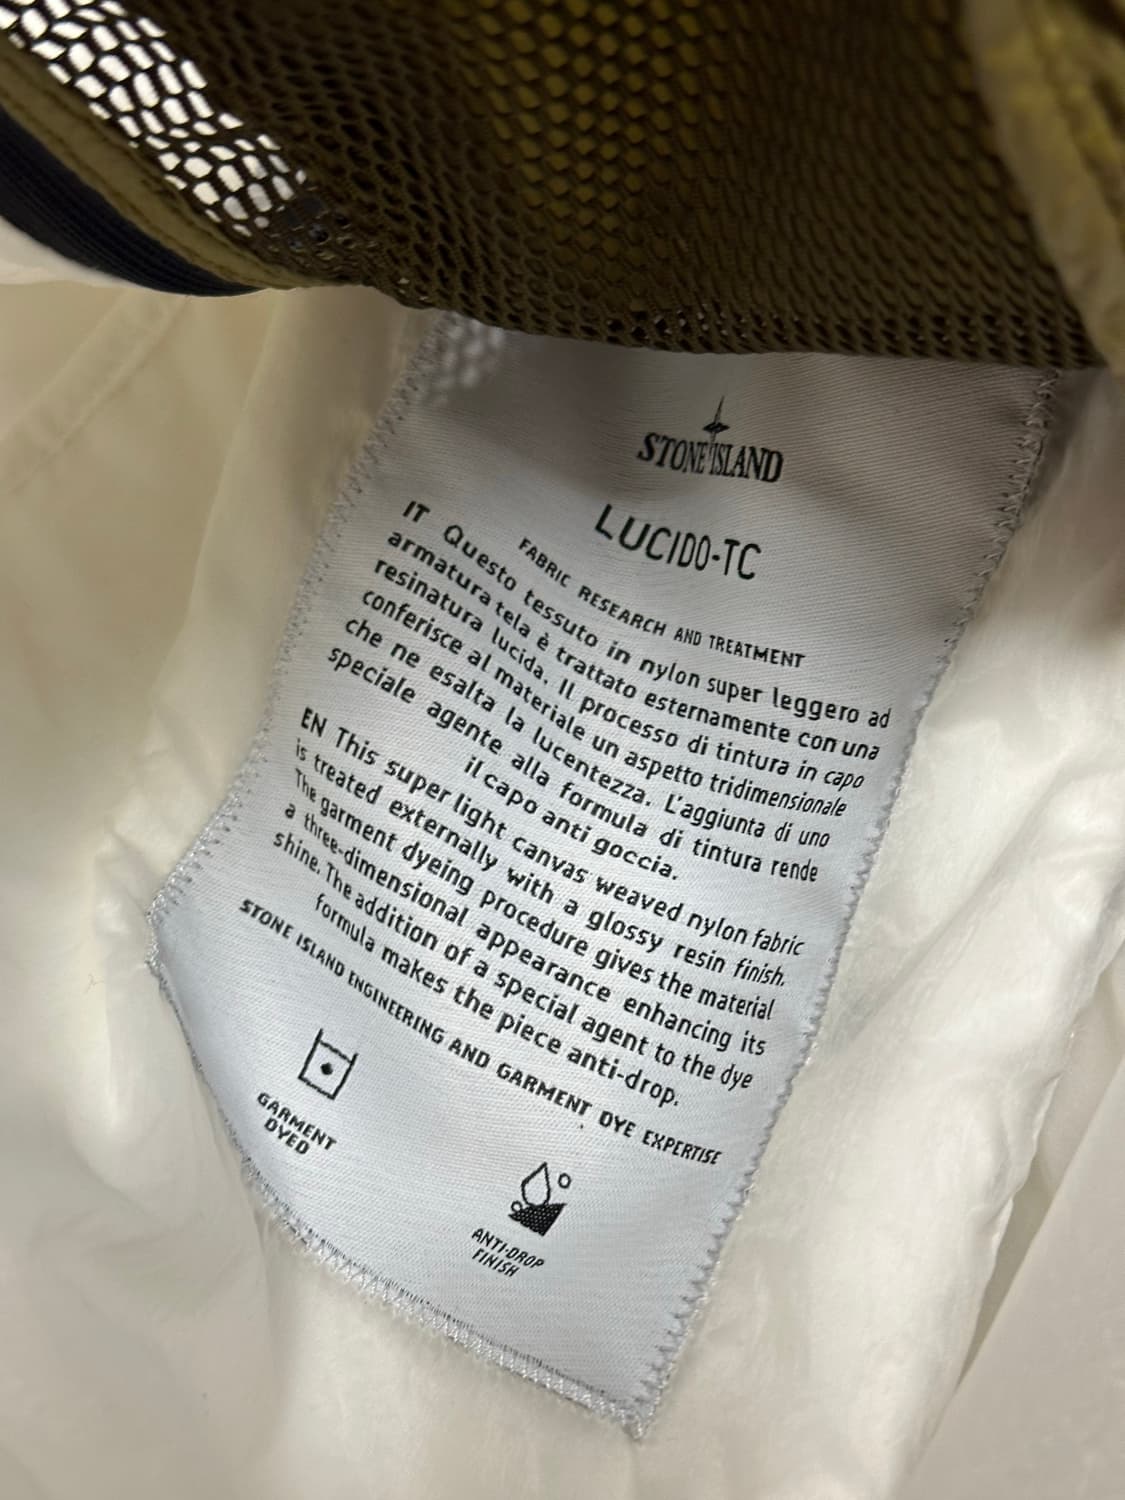 STONE ISLAND
LUCIDO-TC
FABRIC RESEARCH AND TREATMENT
IT Questo tessuto in nylon super leggero ad
armatura tela è trattato esternamente con una
resinatura lucida. Il processo di tintura in capo
conferisce al materiale un aspetto tridimensionale
che ne esalta la lucentezza. L'aggiunta di uno
speciale agente alla formula di tintura rende
il capo anti goccia.
EN This super light canvas weaved nylon fabric
is treated externally with a glossy resin finish.
The garment dyeing procedure gives the material
a three-dimensional appearance enhancing its
shine. The addition of a special agent to the dye
formula makes the piece anti-drop.
STONE ISLAND ENGINEERING AND GARMENT DYE EXPERTISE
GARMENT
DYED
ANTI-DROP
FINISH